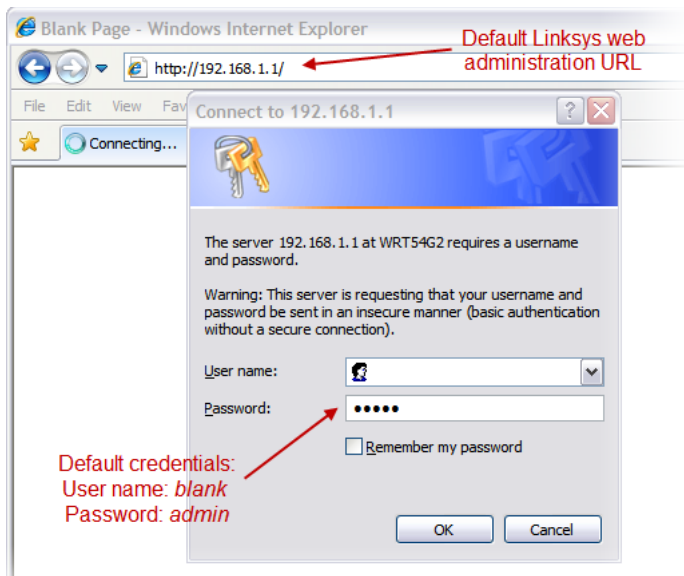 Blank Page - Windows Internet Explorer
Default Linksys web
administration URL
http://192.168.1.1/
File Edit View Fav
Connect to 192.168.1.1
Connecting...
The server 192.168.1.1 at WRT54G2 requires a username
and password.
Warning: This server is requesting that your username and
password be sent in an insecure manner (basic authentication
without a secure connection).
User name:
Password: •••••
Remember my password
Default credentials:
User name: blank
Password: admin
OK Cancel